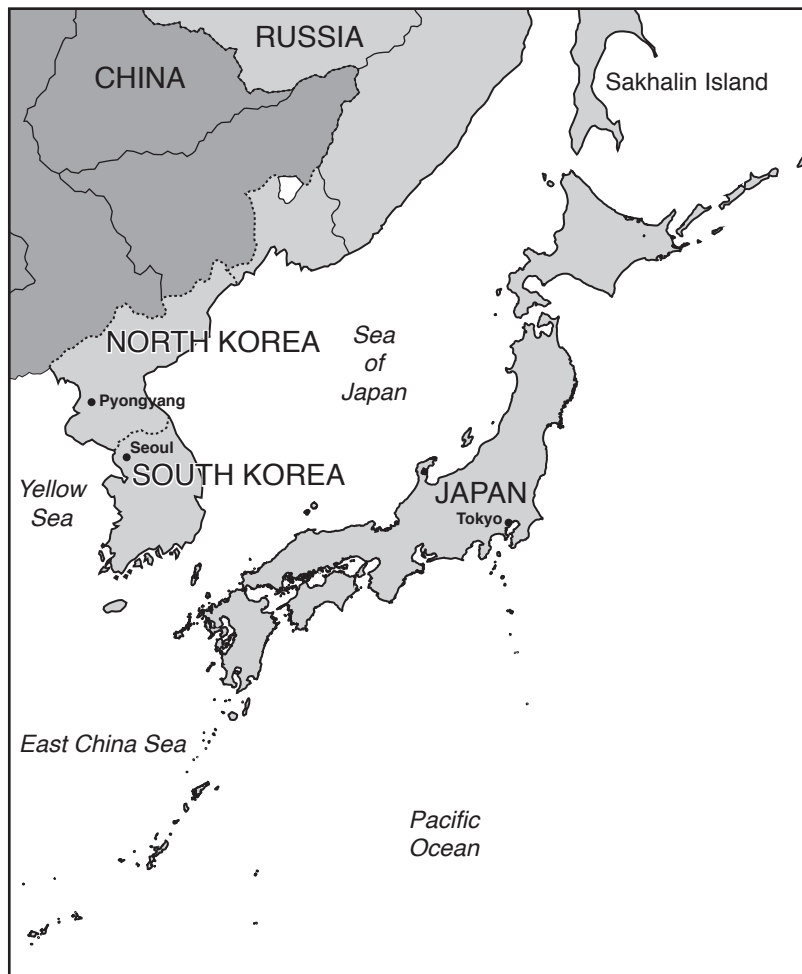 RUSSIA
CHINA
Sakhalin Island
NORTH KOREA
Sea
of
Japan
Pyongyang
Seoul
SOUTH KOREA
Yellow
Sea
JAPAN
Tokyo
East China Sea
Pacific
Ocean